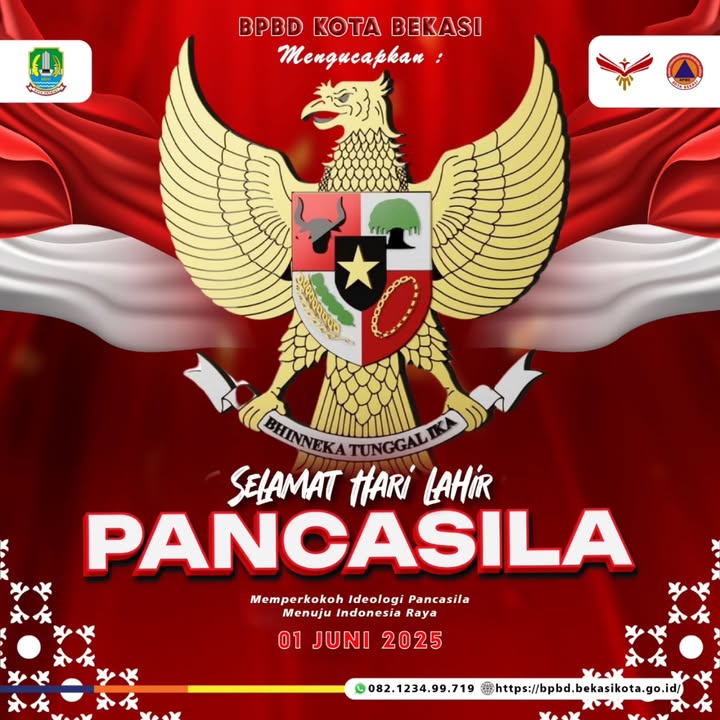 BPBD KOTA BEKASI
Mengucapkan :
BHINNEKA TUNGGAL IKA
SELAMAT HARI LAHIR
PANCASILA
Memperkokoh Ideologi Pancasila
Menuju Indonesia Raya
01 JUNI 2025
082.1234.99.719 https://bpbd.bekasikota.go.id/